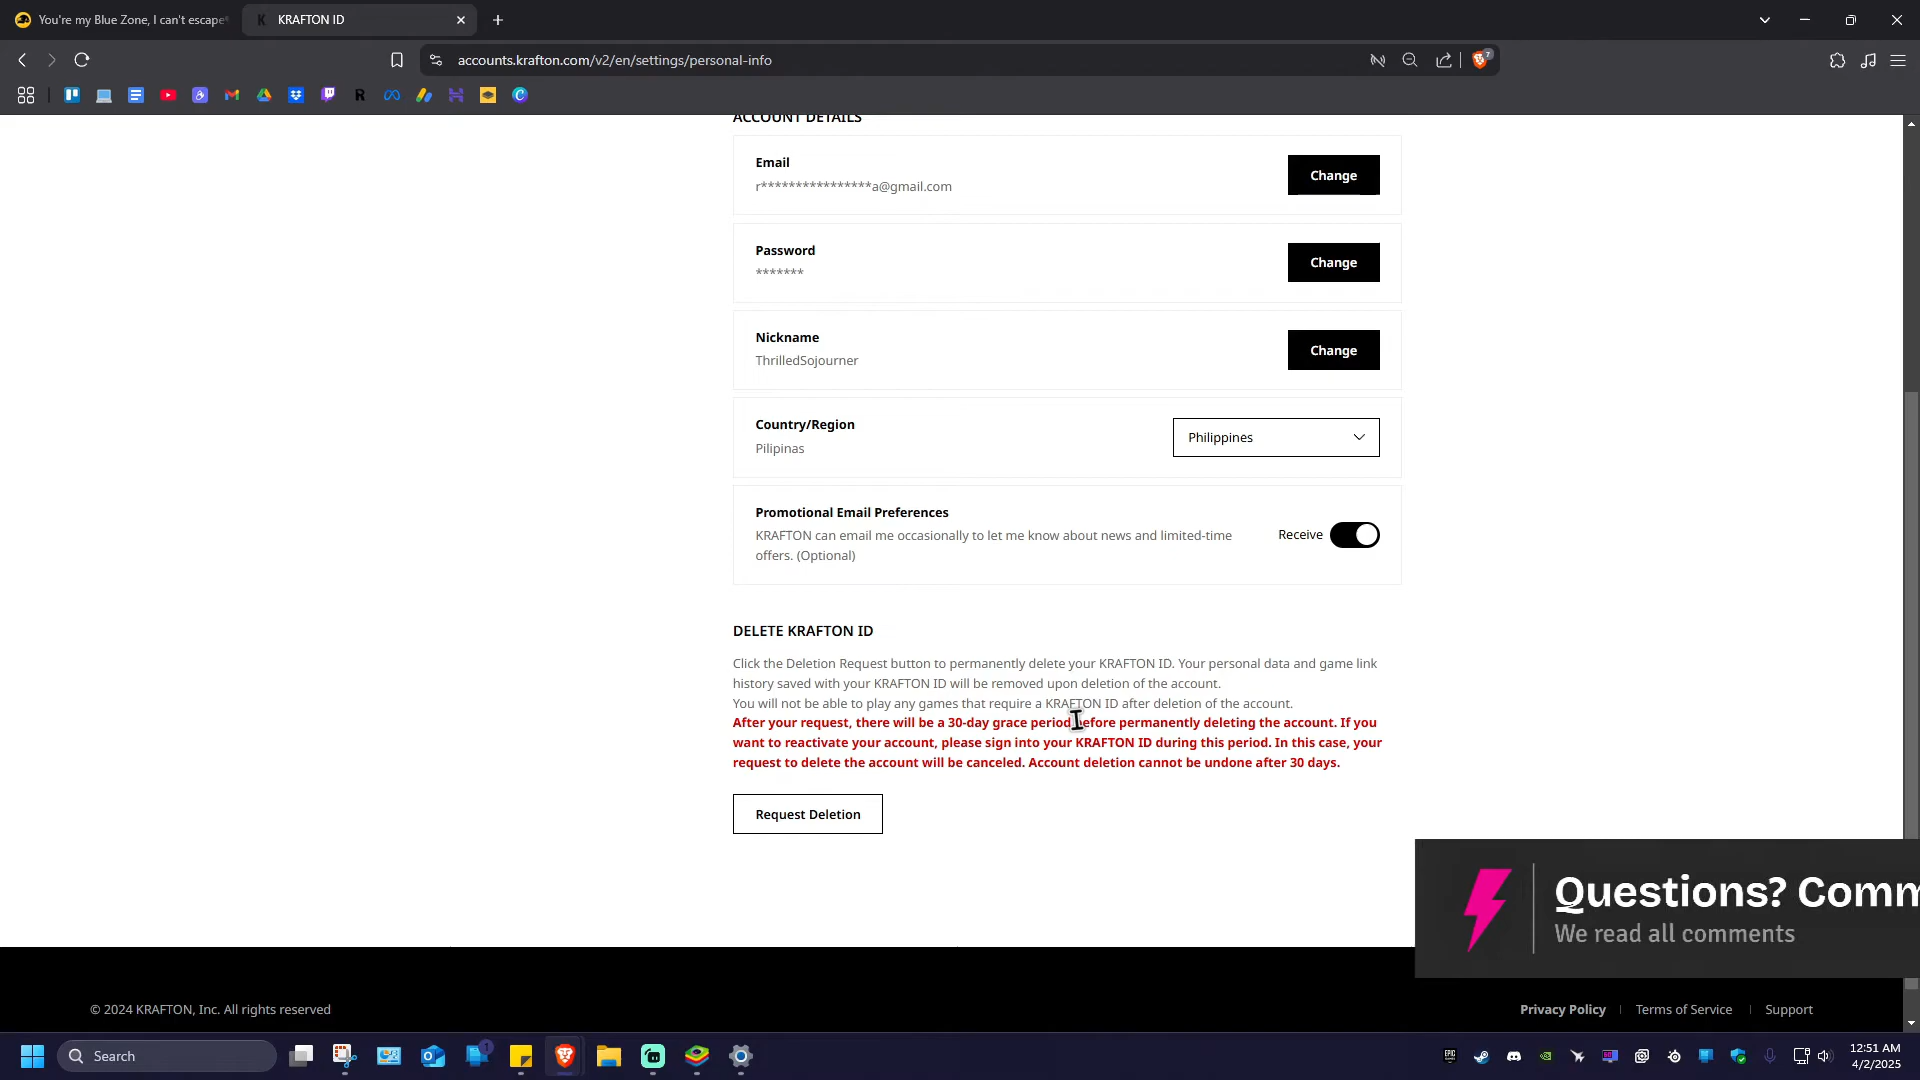 You're my Blue Zone, I can't escape
KRAFTON ID
accounts.krafton.com/v2/en/settings/personal-info
7
ACCOUNT DETAILS
Email
r****************a@gmail.com
Change
Password
*******
Change
Nickname
ThrilledSojourner
Change
Country/Region
Pilipinas
Philippines
Promotional Email Preferences
KRAFTON can email me occasionally to let me know about news and limited-time
offers. (Optional)
Receive
DELETE KRAFTON ID
Click the Deletion Request button to permanently delete your KRAFTON ID. Your personal data and game link
history saved with your KRAFTON ID will be removed upon deletion of the account.
You will not be able to play any games that require a KRAFTON ID after deletion of the account.
After your request, there will be a 30-day grace period before permanently deleting the account. If you
want to reactivate your account, please sign into your KRAFTON ID during this period. In this case, your
request to delete the account will be canceled. Account deletion cannot be undone after 30 days.
Request Deletion
Questions? Comm
We read all comments
© 2024 KRAFTON, Inc. All rights reserved
Privacy Policy
Terms of Service
Support
Search
1
12:51 AM
4/2/2025